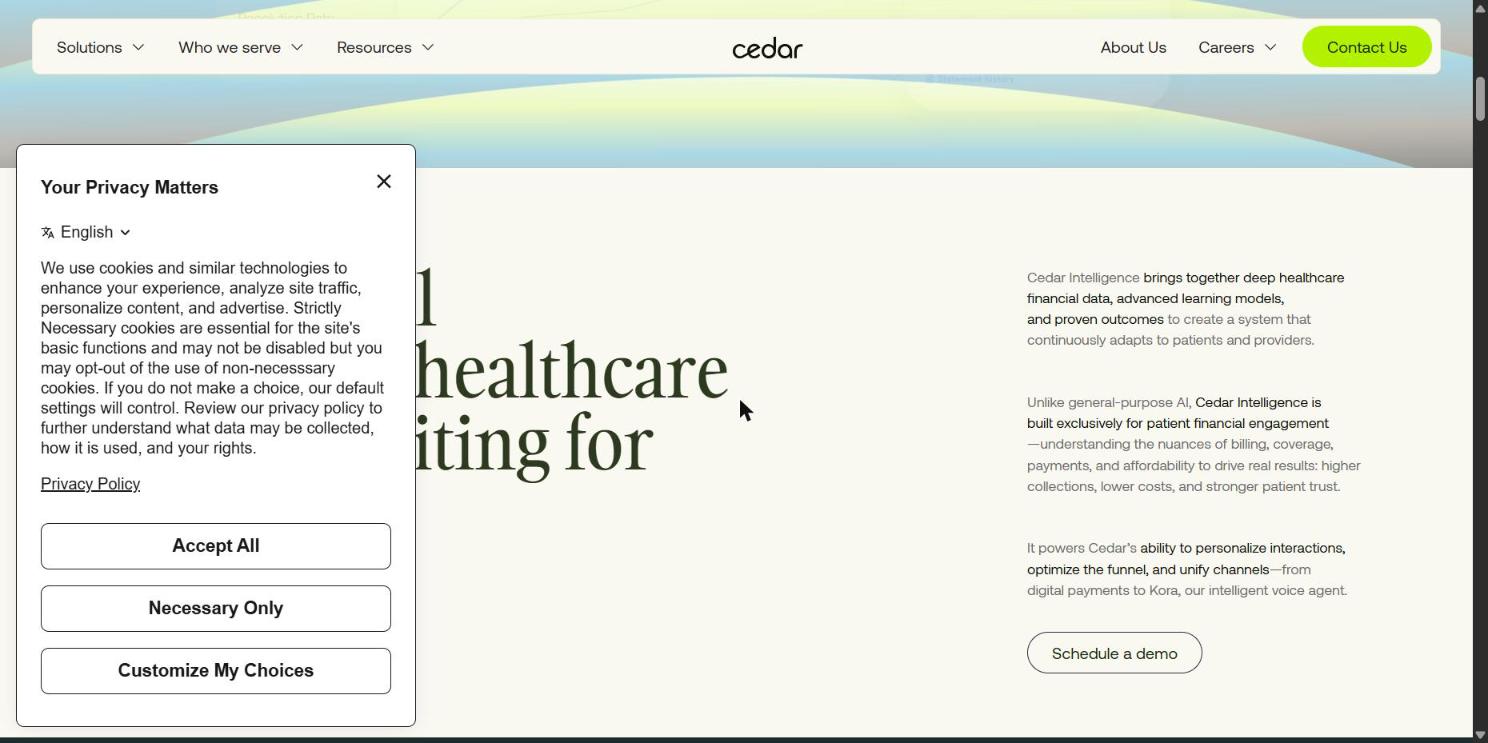 Resolution Rate
Solutions
Who we serve
Resources
cedar
About Us
Careers
Contact Us
Statement history
Your Privacy Matters
English
We use cookies and similar technologies to
enhance your experience, analyze site traffic,
personalize content, and advertise. Strictly
Necessary cookies are essential for the site's
basic functions and may not be disabled but you
may opt-out of the use of non-necesssary
cookies. If you do not make a choice, our default
settings will control. Review our privacy policy to
further understand what data may be collected,
how it is used, and your rights.
Privacy Policy
Accept All
Necessary Only
Customize My Choices
l
healthcare
iting for
Cedar Intelligence brings together deep healthcare
financial data, advanced learning models,
and proven outcomes to create a system that
continuously adapts to patients and providers.
Unlike general-purpose AI, Cedar Intelligence is
built exclusively for patient financial engagement
—understanding the nuances of billing, coverage,
payments, and affordability to drive real results: higher
collections, lower costs, and stronger patient trust.
It powers Cedar's ability to personalize interactions,
optimize the funnel, and unify channels—from
digital payments to Kora, our intelligent voice agent.
Schedule a demo